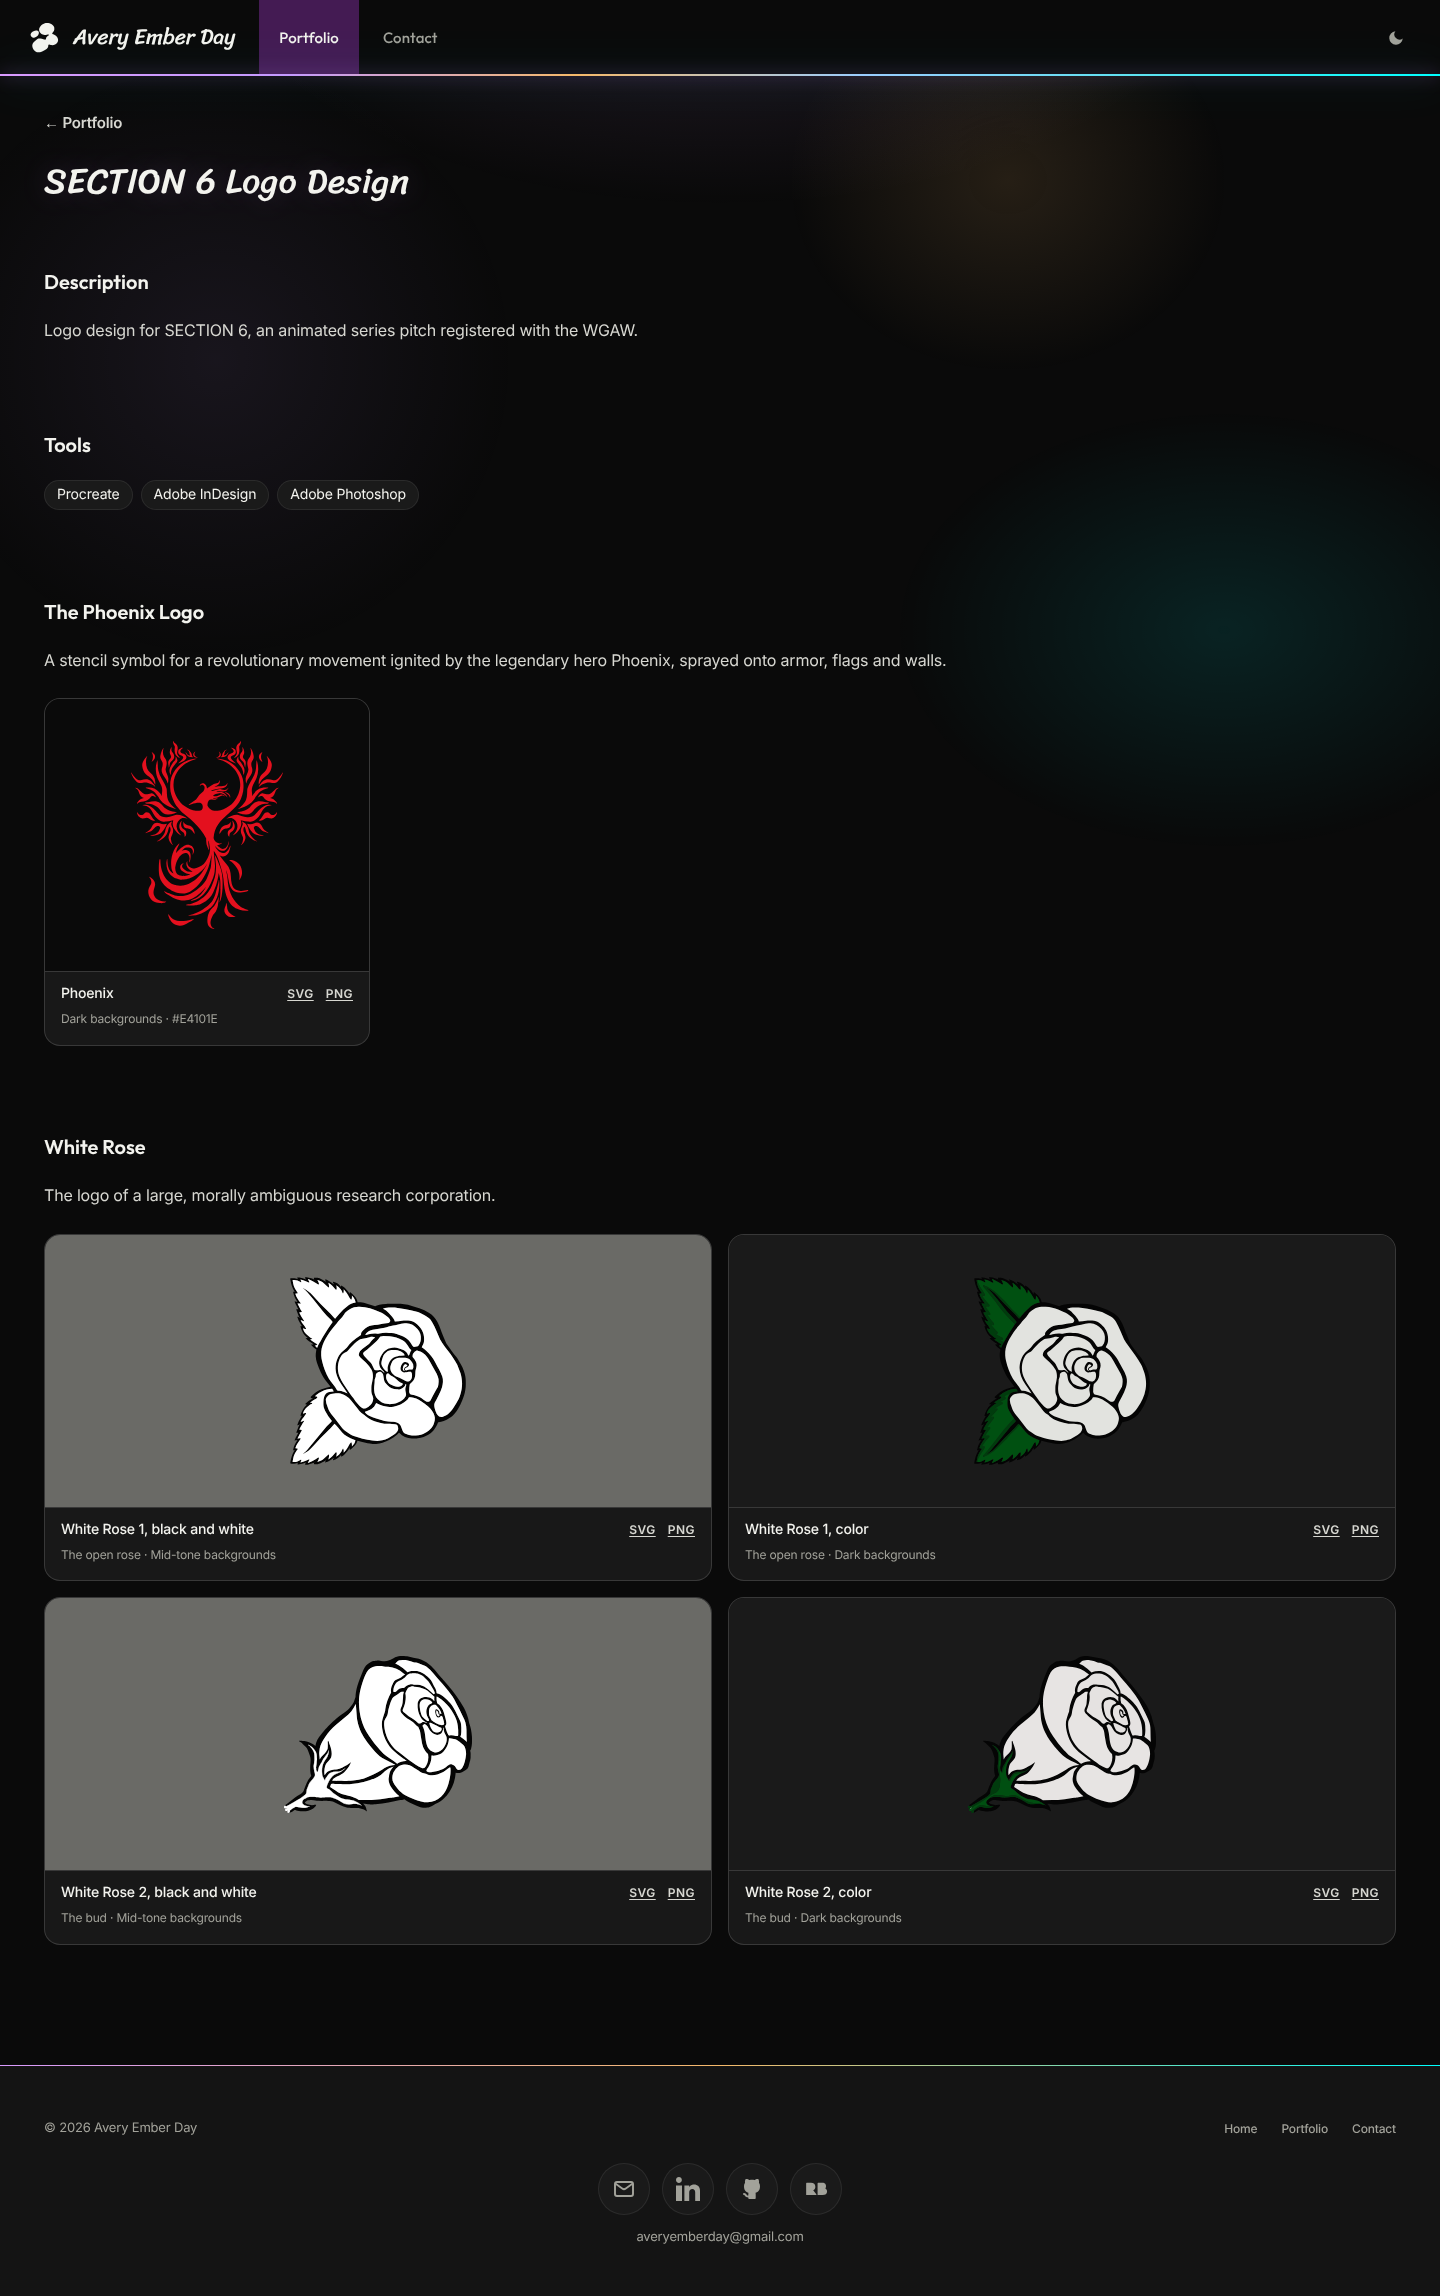 Avery Ember Day
Portfolio
Contact
← Portfolio
SECTION 6 Logo Design
Description
Logo design for SECTION 6, an animated series pitch registered with the WGAW.
Tools
Procreate
Adobe InDesign
Adobe Photoshop
The Phoenix Logo
A stencil symbol for a revolutionary movement ignited by the legendary hero Phoenix, sprayed onto armor, flags and walls.
Phoenix
SVG
PNG
Dark backgrounds · #E4101E
White Rose
The logo of a large, morally ambiguous research corporation.
White Rose 1, black and white
SVG
PNG
The open rose · Mid-tone backgrounds
White Rose 1, color
SVG
PNG
The open rose · Dark backgrounds
White Rose 2, black and white
SVG
PNG
The bud · Mid-tone backgrounds
White Rose 2, color
SVG
PNG
The bud · Dark backgrounds
© 2026 Avery Ember Day
Home
Portfolio
Contact
in
RB
averyemberday@gmail.com